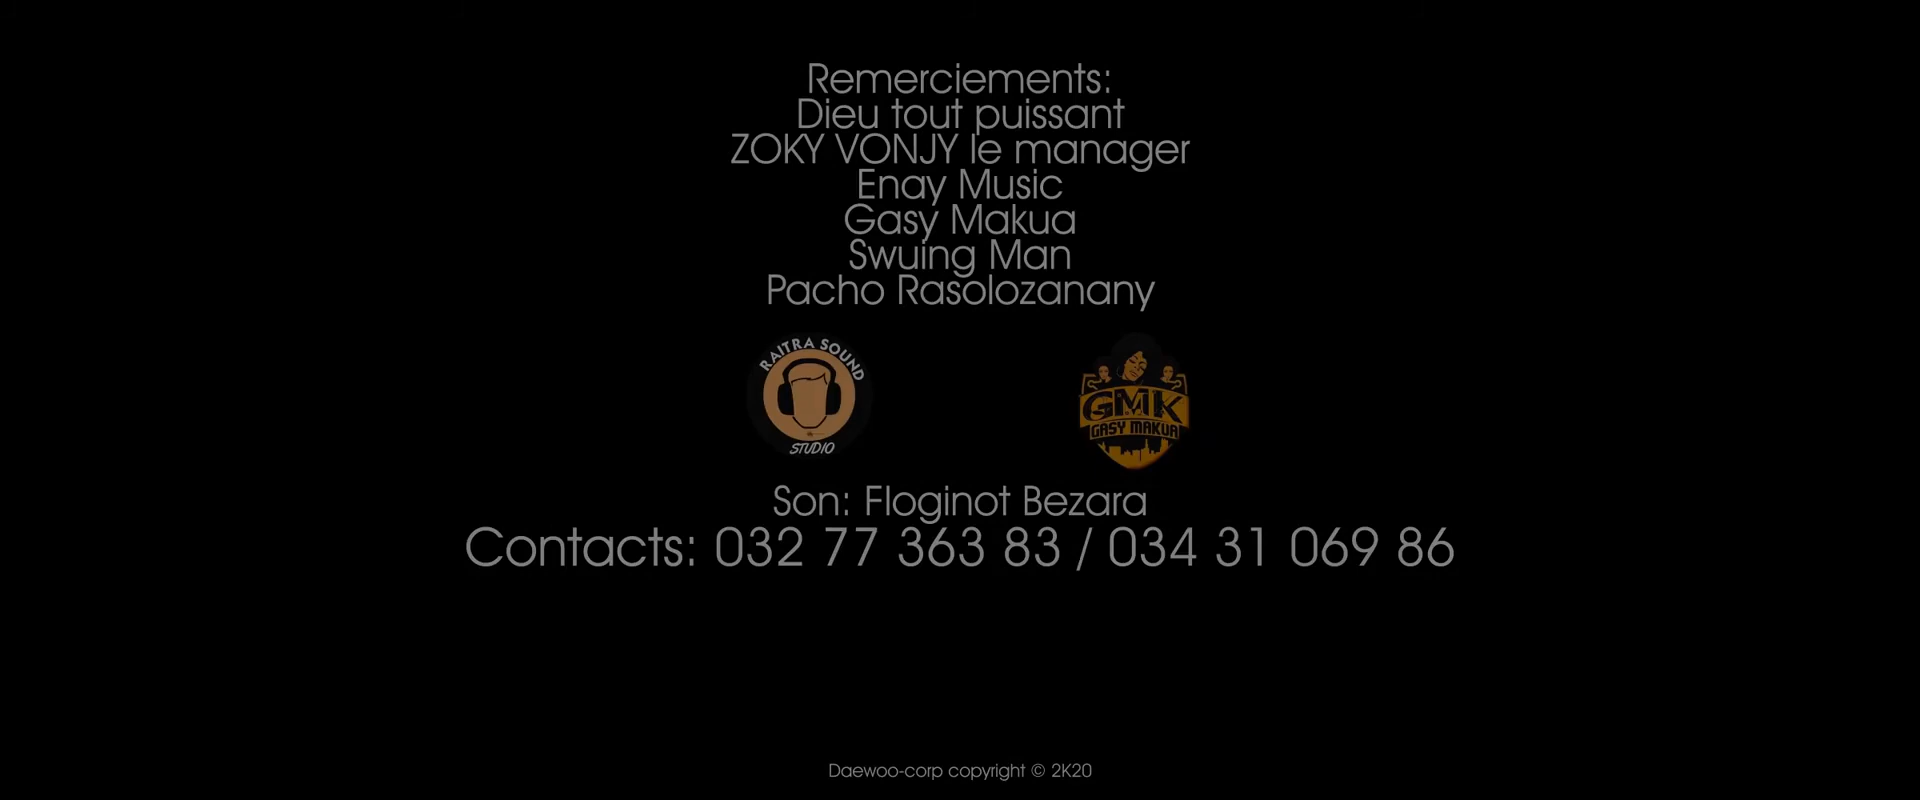 Remerciements:
Dieu tout puissant
ZOKY VONJY le manager
Enay Music
Gasy Makua
Swuing Man
Pacho Rasolozanany
RAITRA SOUND
STUDIO
GMK
GASY MAKUA
Son: Floginot Bezara
Contacts: 032 77 363 83 / 034 31 069 86
Daewoo-corp copyright © 2K20